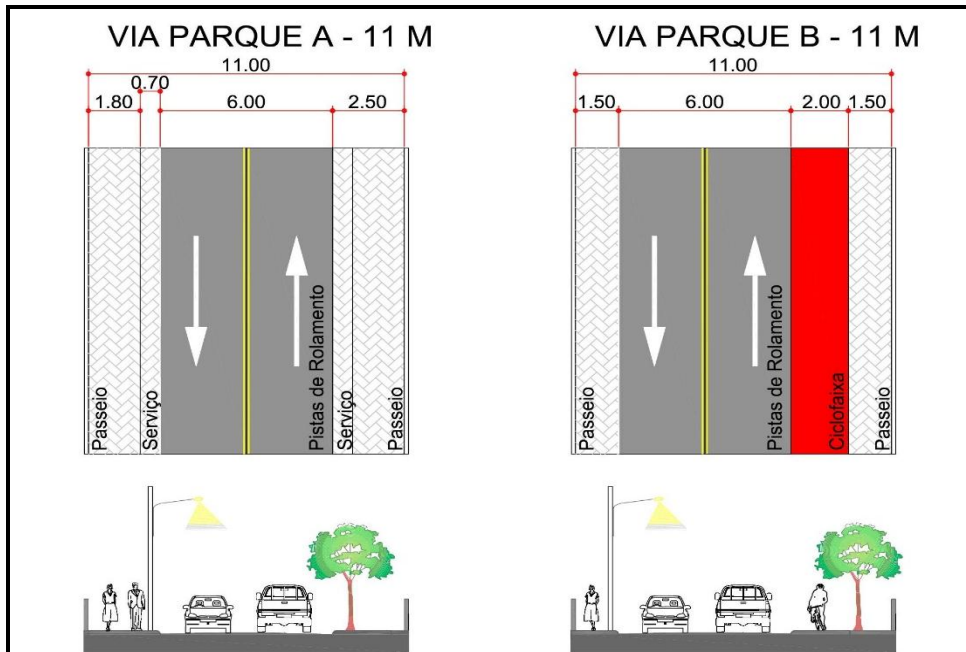 VIA PARQUE A - 11 M
11.00
0.70
1.80 6.00 2.50
Passeio
Serviço
Pistas de Rolamento
Serviço
Passeio
VIA PARQUE B - 11 M
11.00
1.50 6.00 2.00 1.50
Passeio
Pistas de Rolamento
Ciclofaixa
Passeio